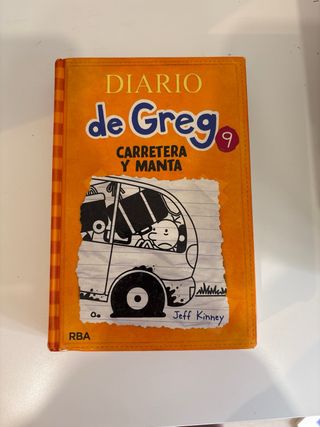 DIARIO
de Greg 9
CARRETERA
Y MANTA
Jeff Kinney
RBA